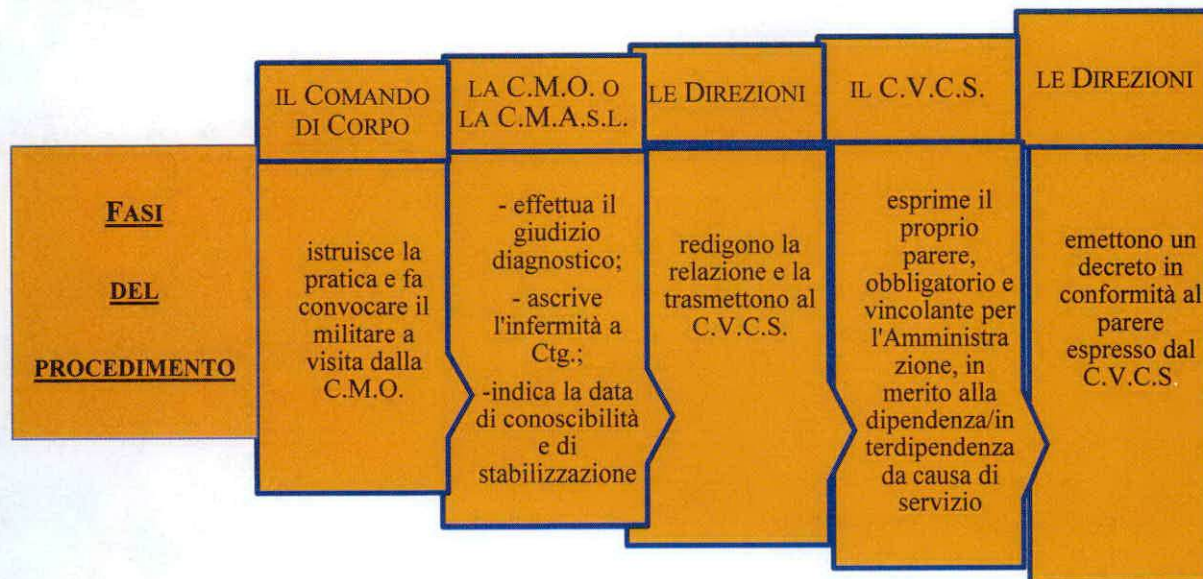 FASI
DEL
PROCEDIMENTO
IL COMANDO
DI CORPO
istruisce la
pratica e fa
convocare il
militare a
visita dalla
C.M.O.
LA C.M.O. O
LA C.M.A.S.L.
- effettua il
giudizio
diagnostico;
- ascrive
l'infermità a
Ctg.;
-indica la data
di conoscibilità
e di
stabilizzazione
LE DIREZIONI
redigono la
relazione e la
trasmettono al
C.V.C.S.
IL C.V.C.S.
esprime il
proprio
parere,
obbligatorio e
vincolante per
l'Amministra
zione, in
merito alla
dipendenza/in
terdipendenza
da causa di
servizio
LE DIREZIONI
emettono un
decreto in
conformità al
parere
espresso dal
C.V.C.S.